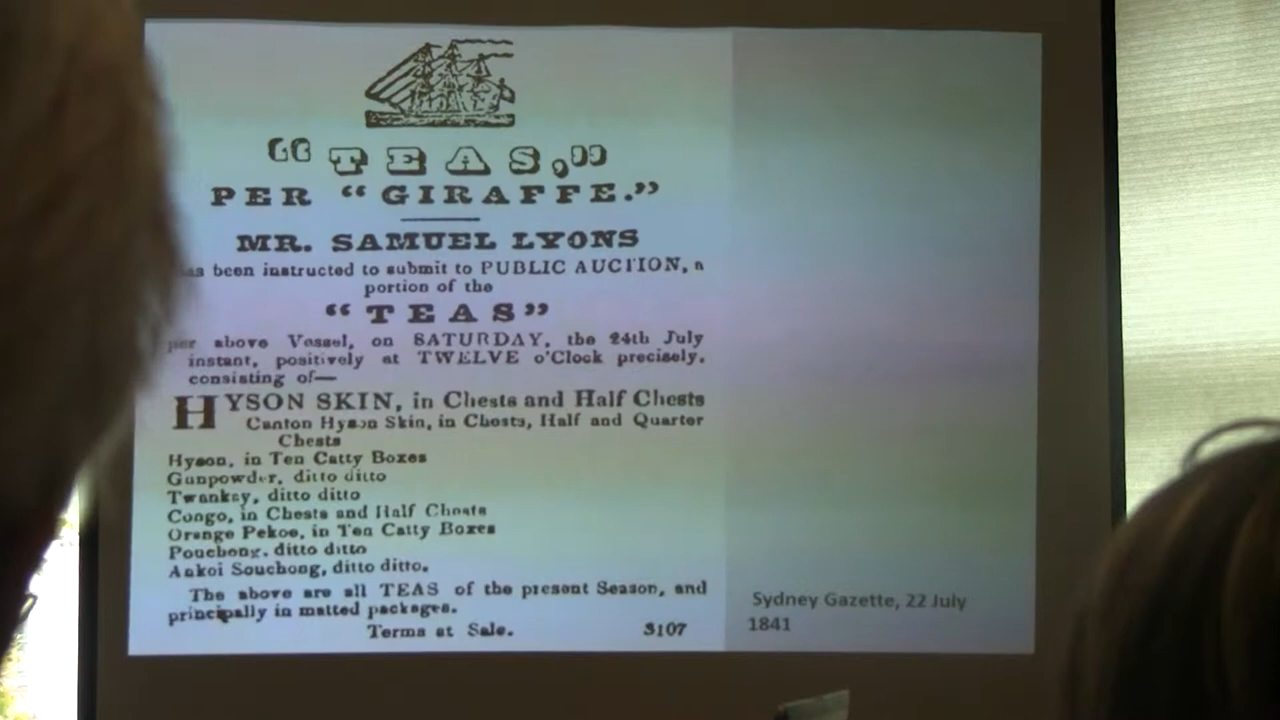 “TEAS,”
PER “GIRAFFE.”
MR. SAMUEL LYONS
has been instructed to submit to PUBLIC AUCTION, a
portion of the
“TEAS”
per above Vessel, on SATURDAY, the 24th July
instant, positively at TWELVE o'Clock precisely,
consisting of—
HYSON SKIN, in Chests and Half Chests
Canton Hyson Skin, in Chests, Half and Quarter
Chests
Hyson, in Ten Catty Boxes
Gunpowder, ditto ditto
Twankay, ditto ditto
Congo, in Chests and Half Chests
Orange Pekoe, in Ten Catty Boxes
Pouchong, ditto ditto
Ankoi Souchong, ditto ditto.
The above are all TEAS of the present Season, and
principally in matted packages.
Terms at Sale. 3107
Sydney Gazette, 22 July
1841